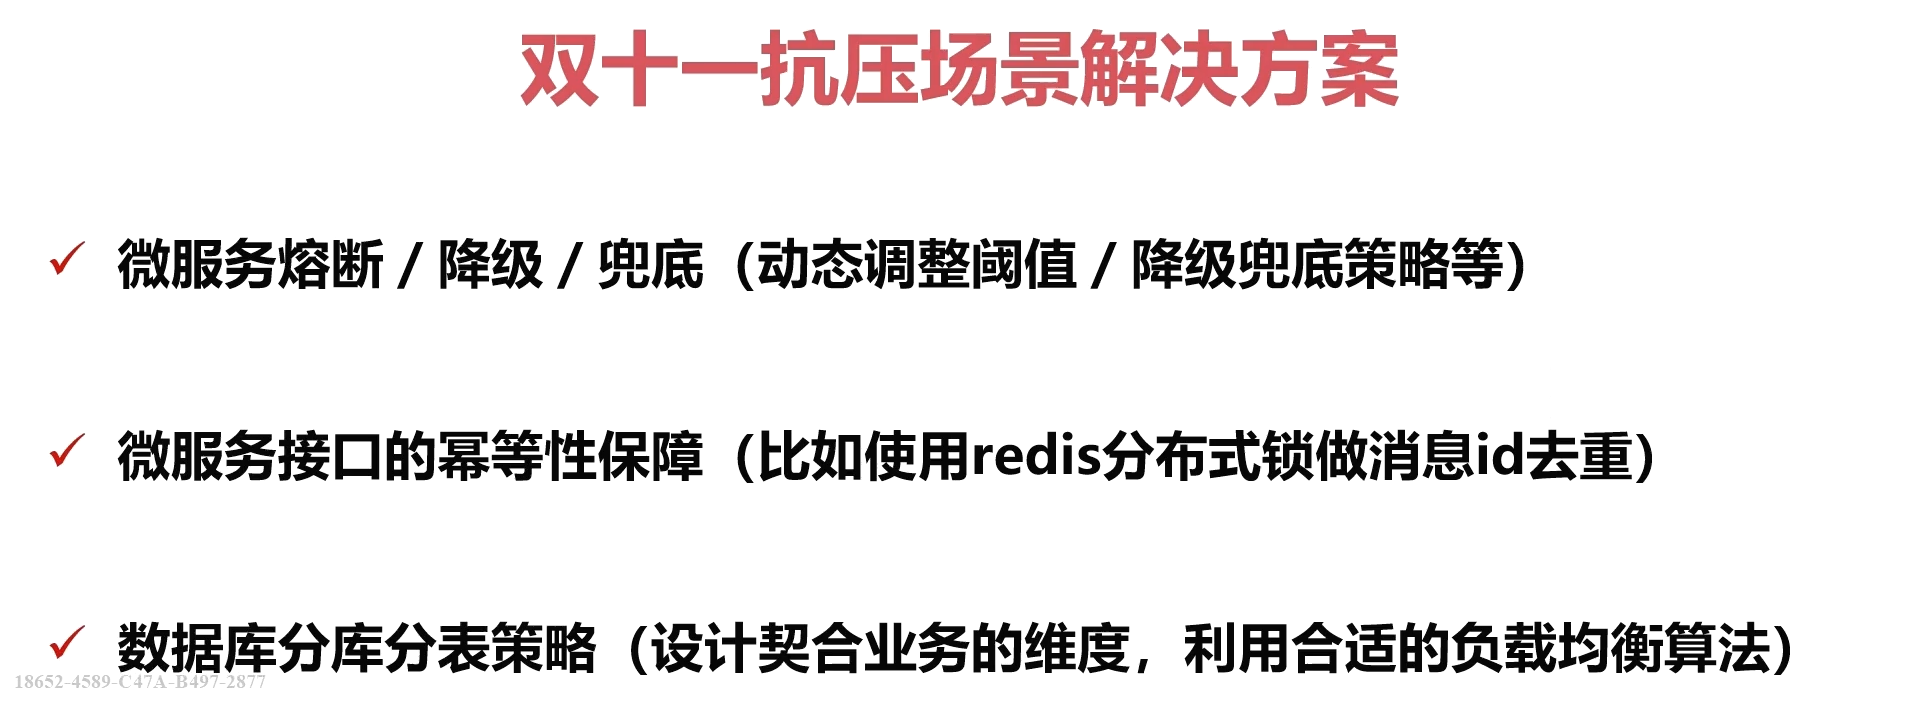 双十一抗压场景解决方案
微服务熔断 / 降级 / 兜底（动态调整阈值 / 降级兜底策略等）
微服务接口的幂等性保障（比如使用redis分布式锁做消息id去重）
数据库分库分表策略（设计契合业务的维度，利用合适的负载均衡算法）
18652-4589-C47A-B497-2877